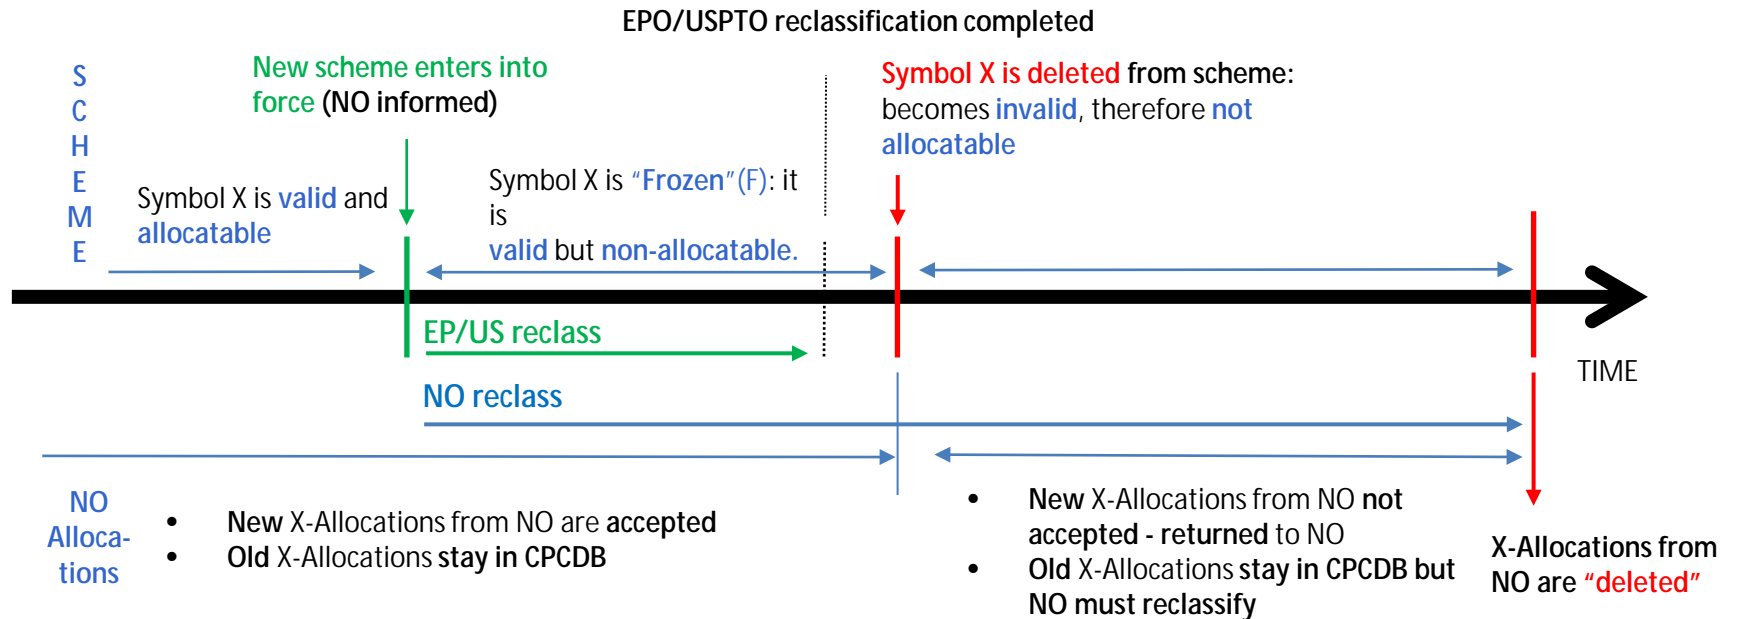 EPO/USPTO reclassification completed
S
C
H
E
M
E
New scheme enters into
force (NO informed)
Symbol X is deleted from scheme:
becomes invalid, therefore not
allocatable
Symbol X is valid and
allocatable
Symbol X is “Frozen”(F): it
is
valid but non-allocatable.
EP/US reclass
TIME
NO reclass
NO
Alloca-
tions
• New X-Allocations from NO are accepted
• Old X-Allocations stay in CPCDB
• New X-Allocations from NO not
accepted - returned to NO
• Old X-Allocations stay in CPCDB but
NO must reclassify
X-Allocations from
NO are “deleted”